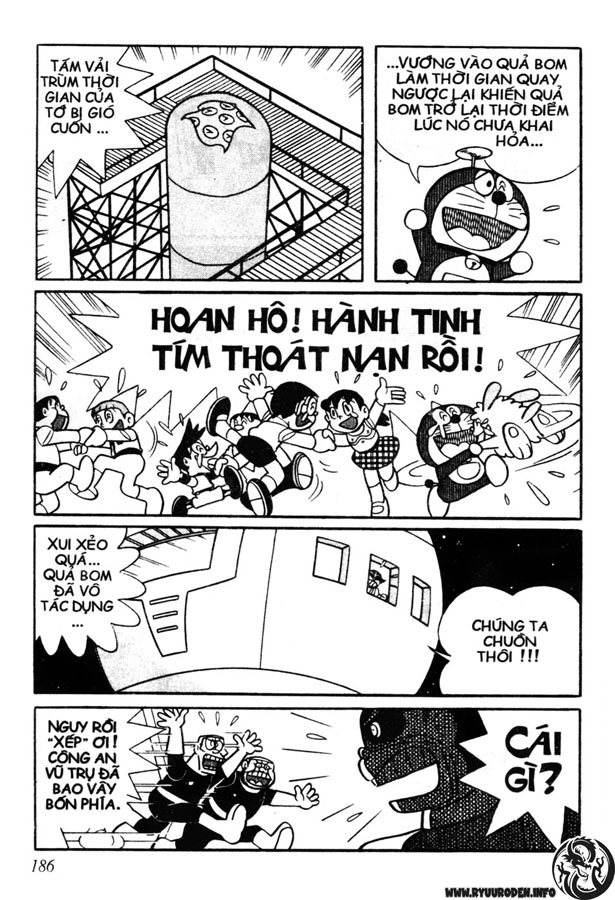 TẤM VẢI
TRÙM THỜI
GIAN CỦA
TỚ BỊ GIÓ
CUỐN ...
...VƯỚNG VÀO QUẢ BOM
LÀM THỜI GIAN QUAY
NGƯỢC LẠI KHIẾN QUẢ
BOM TRỞ LẠI THỜI ĐIỂM
LÚC NÓ CHƯA KHAI
HỎA...
HOAN HÔ! HÀNH TINH
TÍM THOÁT NẠN RỒI!
XUI XẺO
QUÁ...
QUẢ BOM
ĐÃ VÔ
TÁC DỤNG
...
CHÚNG TA
CHUỒN
THÔI !!!
NGUY RỒI
"XẾP" ƠI!
CÔNG AN
VŨ TRỤ ĐÃ
BAO VÂY
BỐN PHÍA.
CÁI
GÌ?
186
WWW.RYUURODEN.INFO